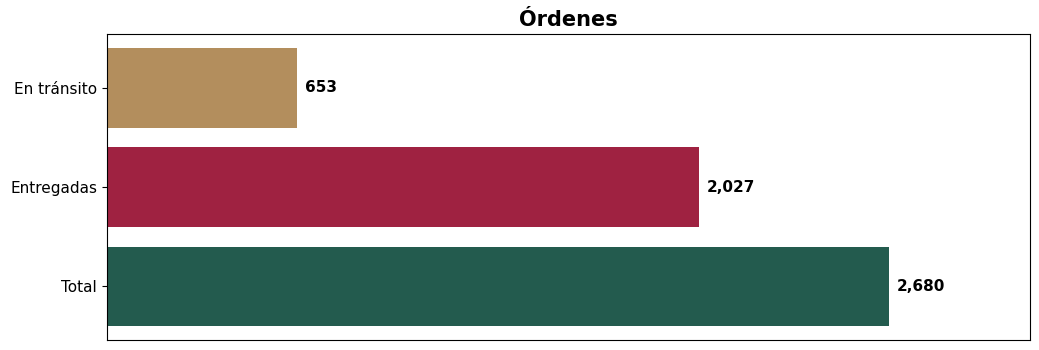 Órdenes
En tránsito 653
Entregadas 2,027
Total 2,680